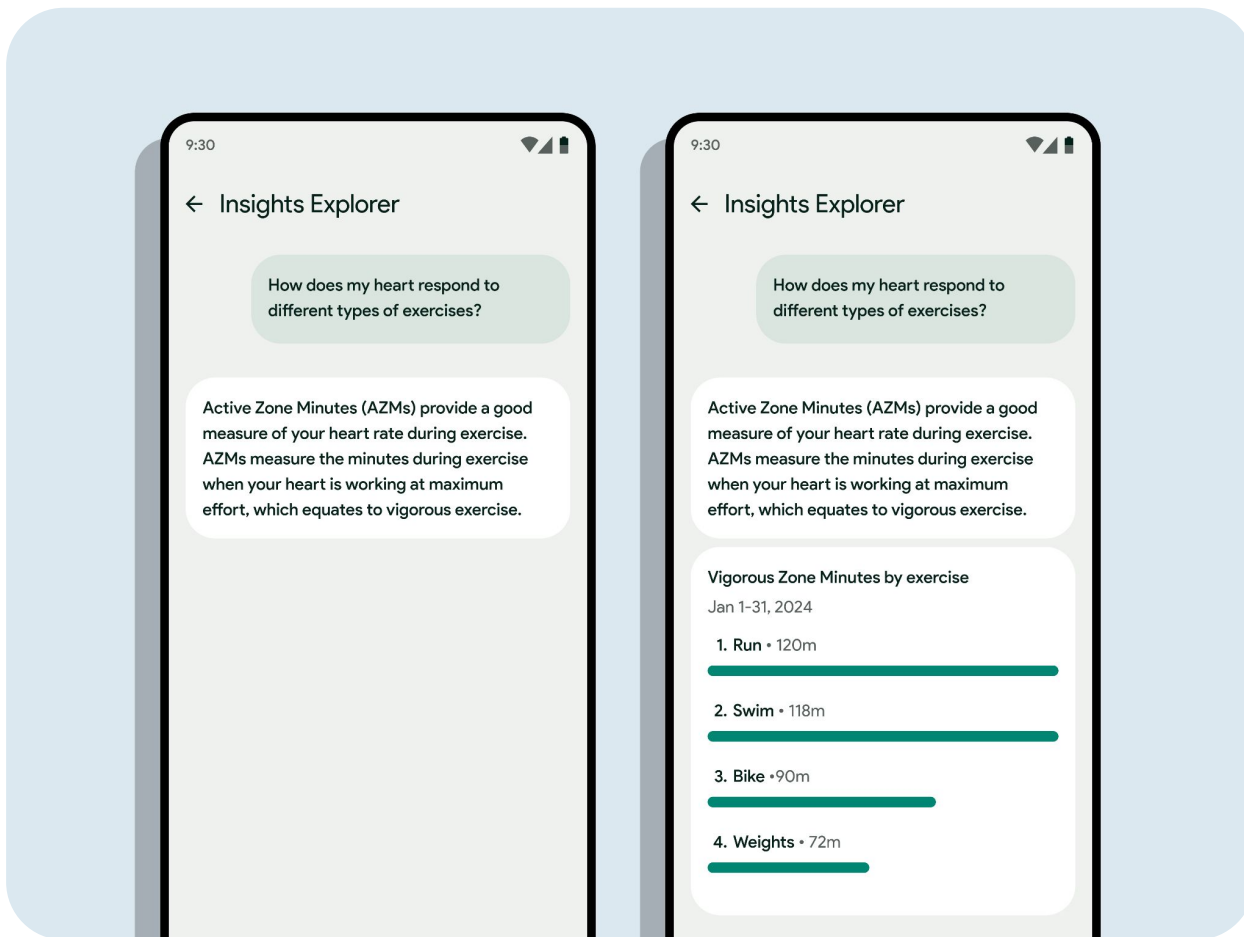 9:30
Insights Explorer
How does my heart respond to
different types of exercises?
Active Zone Minutes (AZMs) provide a good
measure of your heart rate during exercise.
AZMs measure the minutes during exercise
when your heart is working at maximum
effort, which equates to vigorous exercise.
9:30
Insights Explorer
How does my heart respond to
different types of exercises?
Active Zone Minutes (AZMs) provide a good
measure of your heart rate during exercise.
AZMs measure the minutes during exercise
when your heart is working at maximum
effort, which equates to vigorous exercise.
Vigorous Zone Minutes by exercise
Jan 1-31, 2024
1. Run • 120m
2. Swim • 118m
3. Bike •90m
4. Weights • 72m